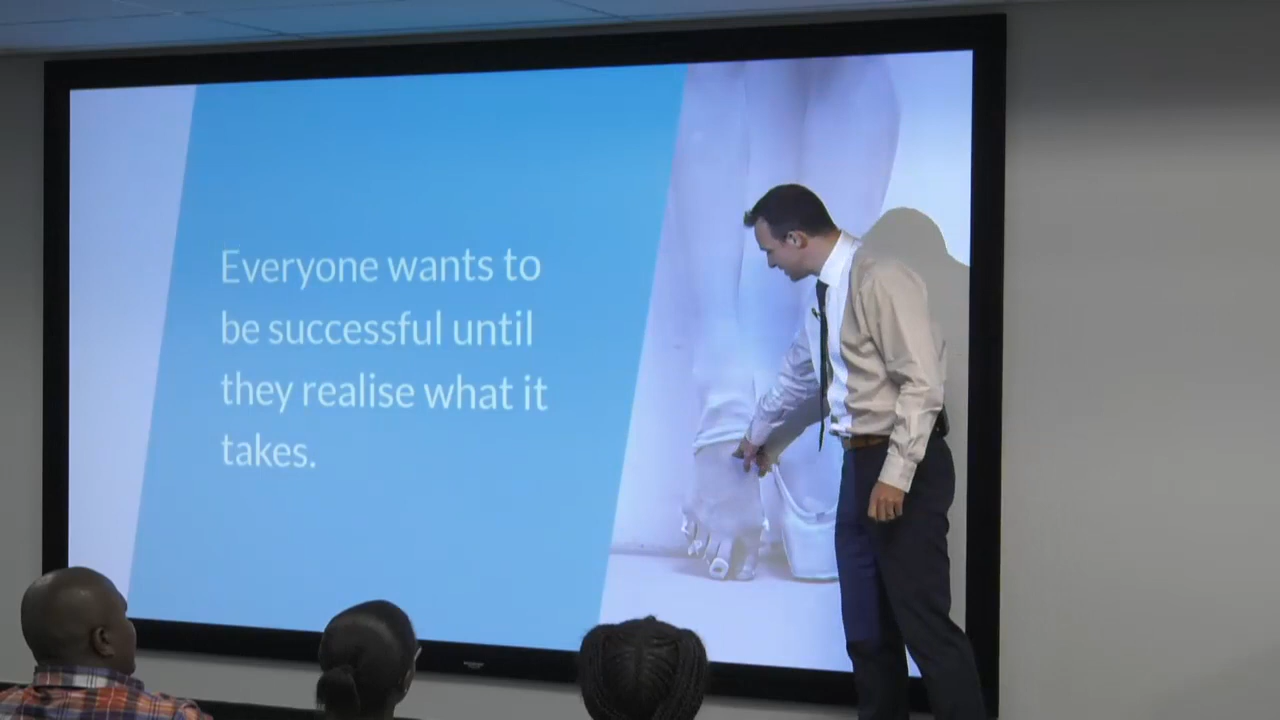 Everyone wants to
be successful until
they realise what it
takes.